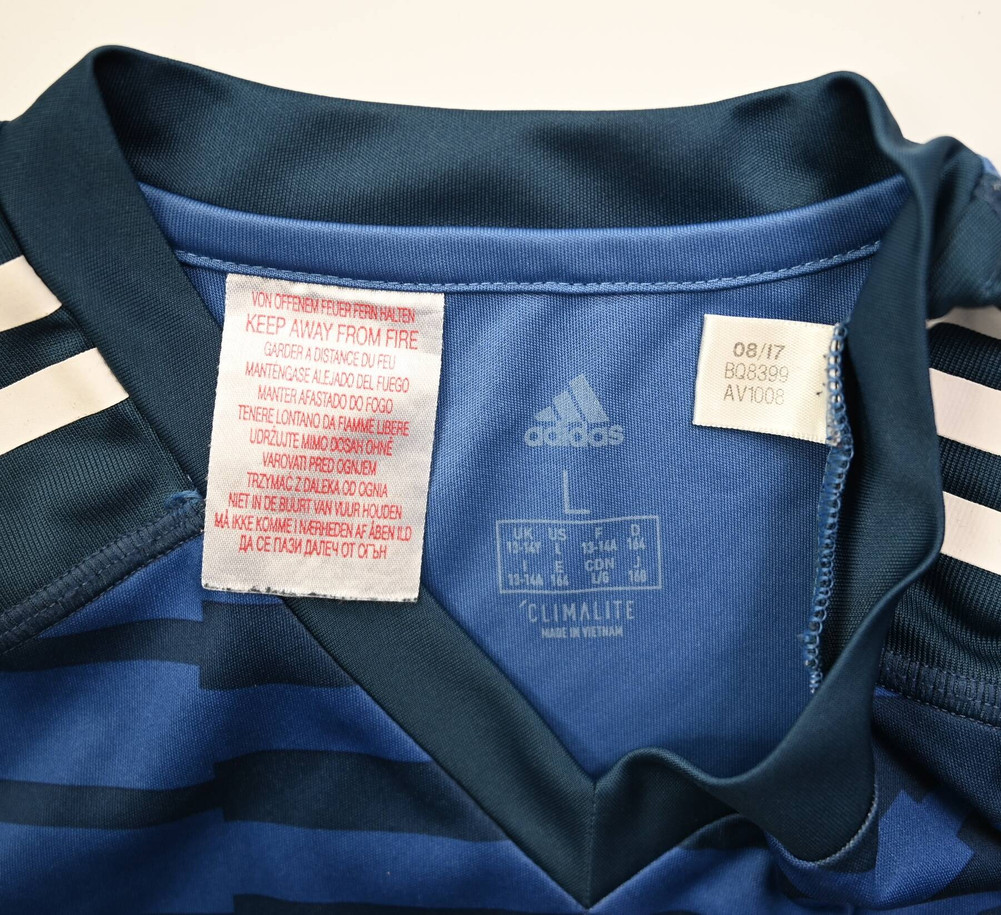 VON OFFENEM FEUER FERN HALTEN
KEEP AWAY FROM FIRE
GARDER A DISTANCE DU FEU
MANTENGASE ALEJADO DEL FUEGO
MANTER AFASTADO DO FOGO
TENERE LONTANO DA FIAMME LIBERE
UDRŽUJTE MIMO DOSAH OHNĚ
VAROVATI PRED OGNJEM
TRZYMAĆ Z DALEKA OD OGNIA
NIET IN DE BUURT VAN VUUR HOUDEN
MÅ IKKE KOMME I NÆRHEDEN AF ÅBEN ILD
ДА СЕ ПАЗИ ДАЛЕЧ ОТ ОГЪН
adidas
L
UK US F D
13-14Y L 13-14A 164
I E CDN J
13-14A 164 L/G 160
CLIMALITE
MADE IN VIETNAM
08/17
BQ8399
AV1008